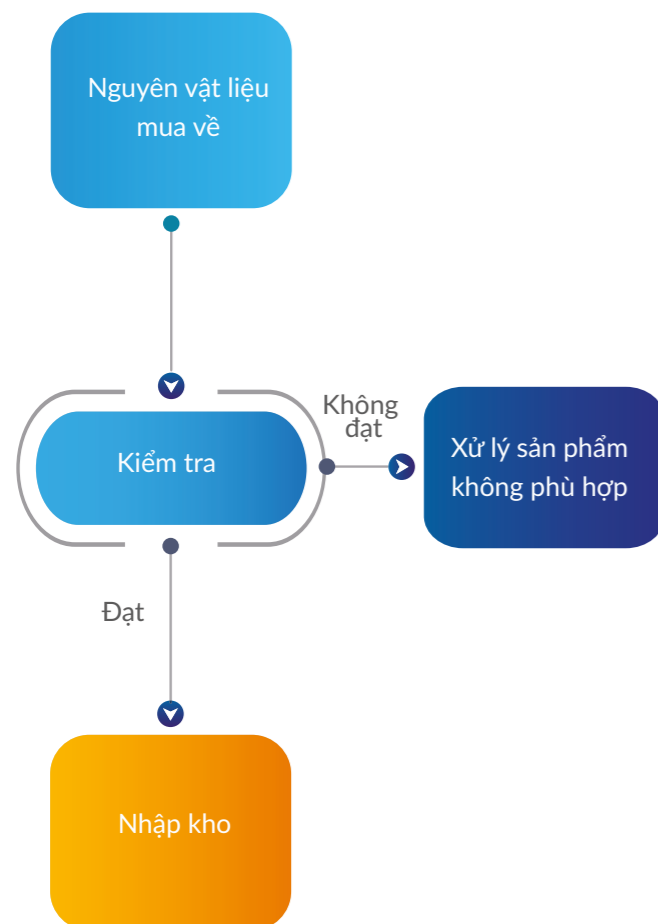 Nguyên vật liệu
mua về
Kiểm tra
Không
đạt
Xử lý sản phẩm
không phù hợp
Đạt
Nhập kho